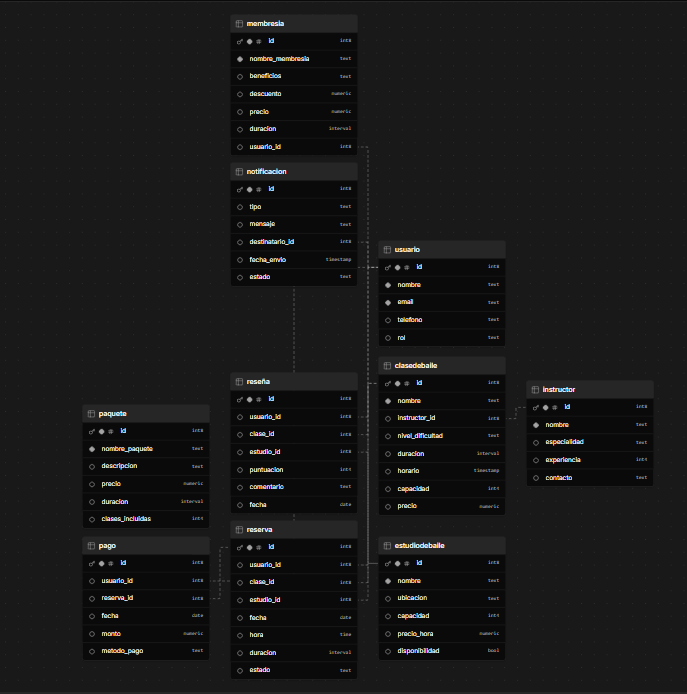 membresia
id int8
nombre_membresia text
beneficios text
descuento numeric
precio numeric
duracion interval
usuario_id int8
notificacion
id int8
tipo text
mensaje text
destinatario_id int8
fecha_envio timestamp
estado text
usuario
id int8
nombre text
email text
telefono text
rol text
reseña
id int8
usuario_id int8
clase_id int8
estudio_id int8
puntuacion int4
comentario text
fecha date
clasedebaile
id int8
nombre text
instructor_id int8
nivel_dificultad text
duracion interval
horario timestamp
capacidad int4
precio numeric
instructor
id int8
nombre text
especialidad text
experiencia int4
contacto text
paquete
id int8
nombre_paquete text
descripcion text
precio numeric
duracion interval
clases_incluidas int4
pago
id int8
usuario_id int8
reserva_id int8
fecha date
monto numeric
metodo_pago text
reserva
id int8
usuario_id int8
clase_id int8
estudio_id int8
fecha date
hora time
duracion interval
estado text
estudiodebaile
id int8
nombre text
ubicacion text
capacidad int4
precio_hora numeric
disponibilidad bool